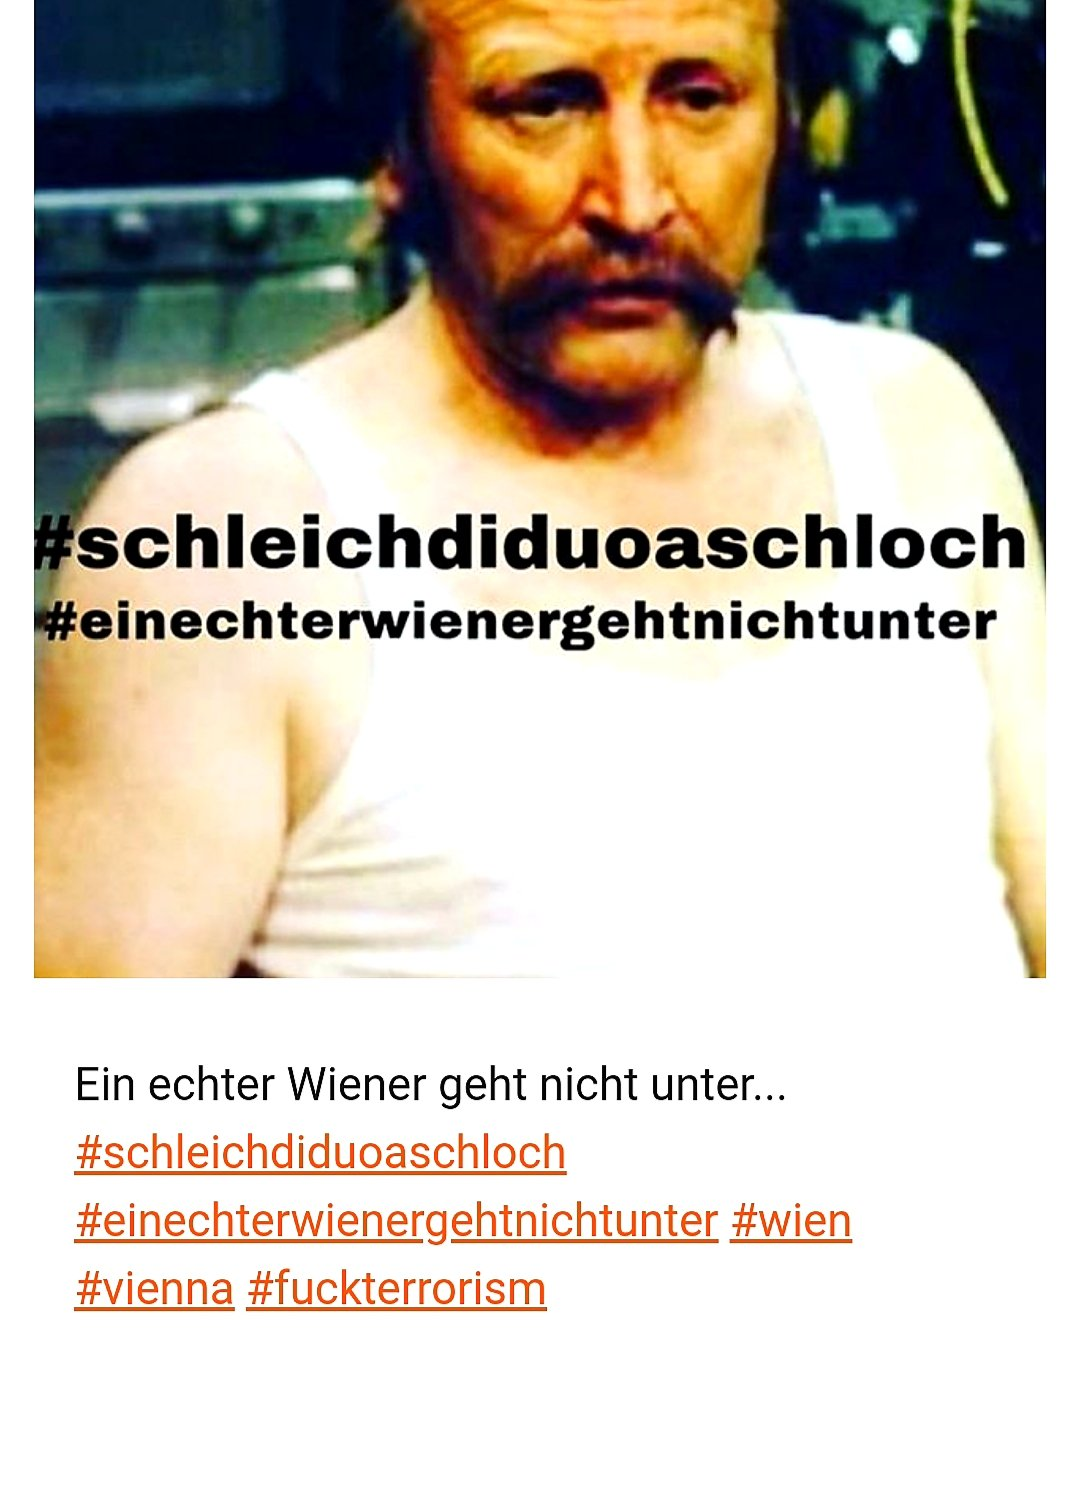 #schleichdiduoaschloch
#einechterwienergehtnichtunter
Ein echter Wiener geht nicht unter...
#schleichdiduoaschloch
#einechterwienergehtnichtunter #wien
#vienna #fuckterrorism